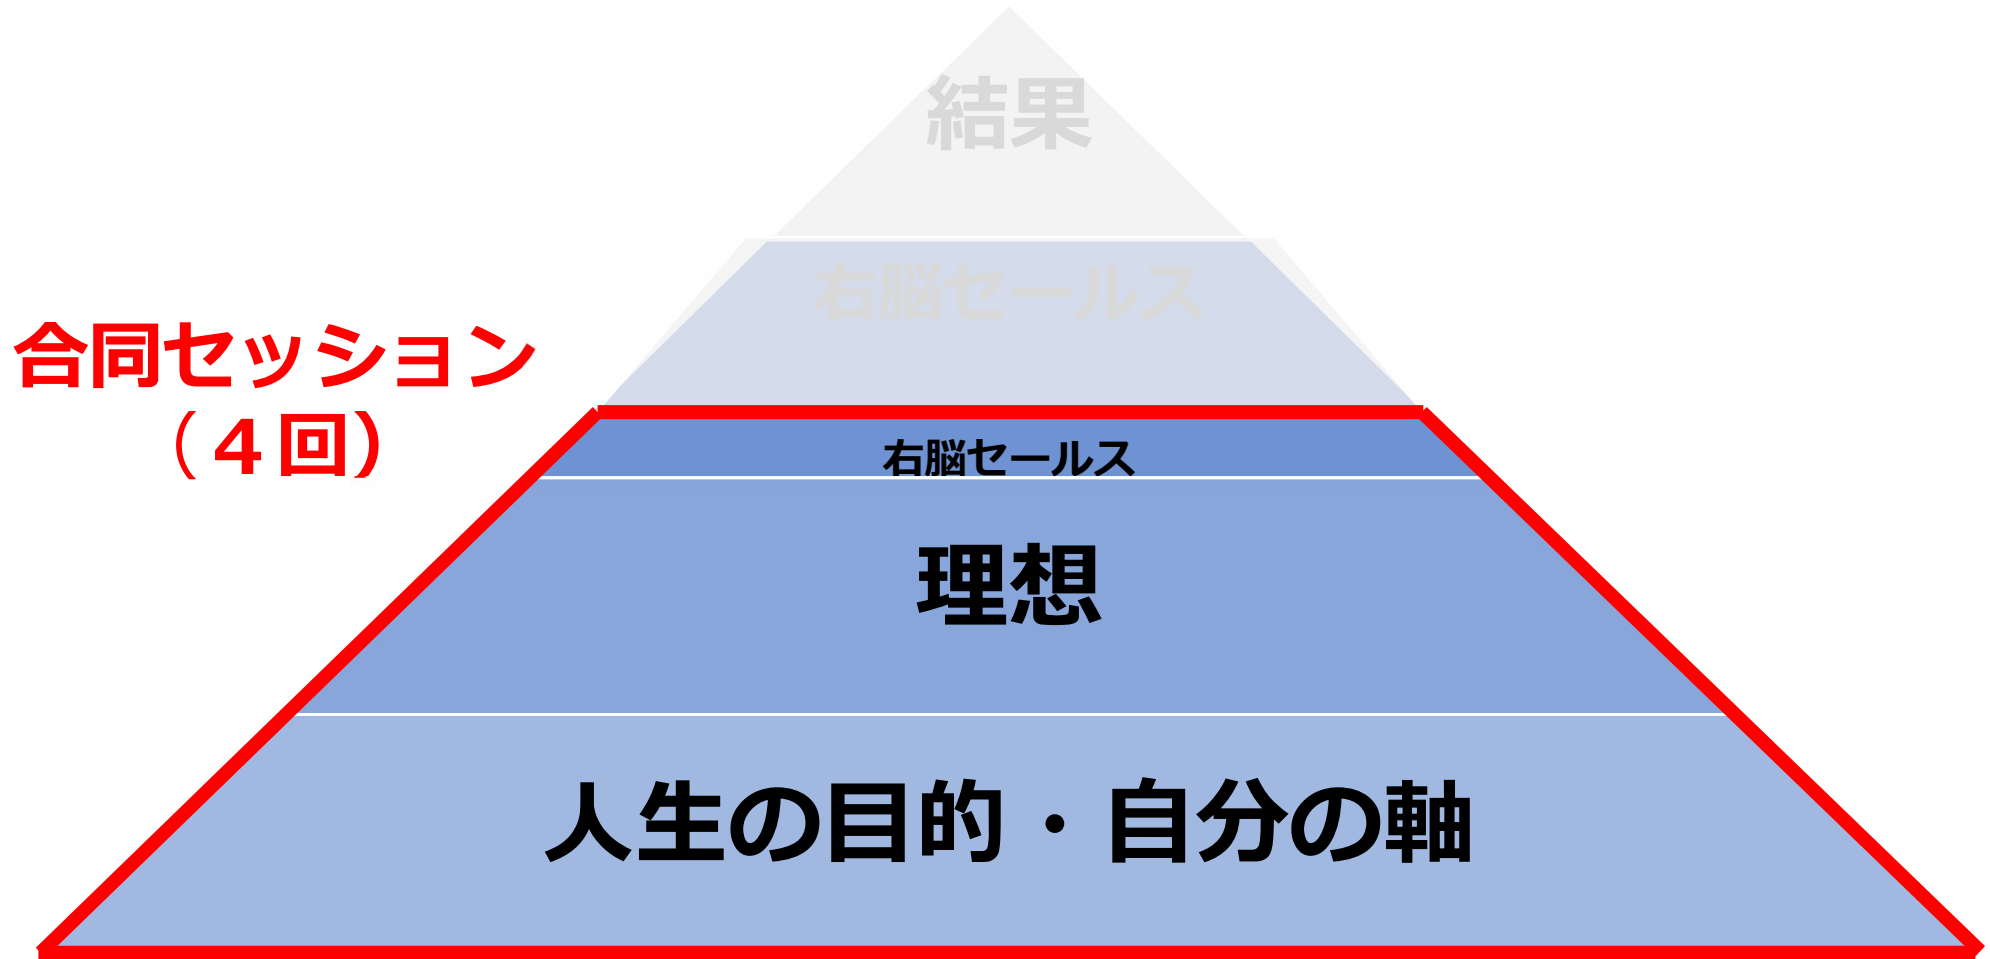 結果
右脳セールス
合同セッション
（４回）
右脳セールス
理想
人生の目的・自分の軸